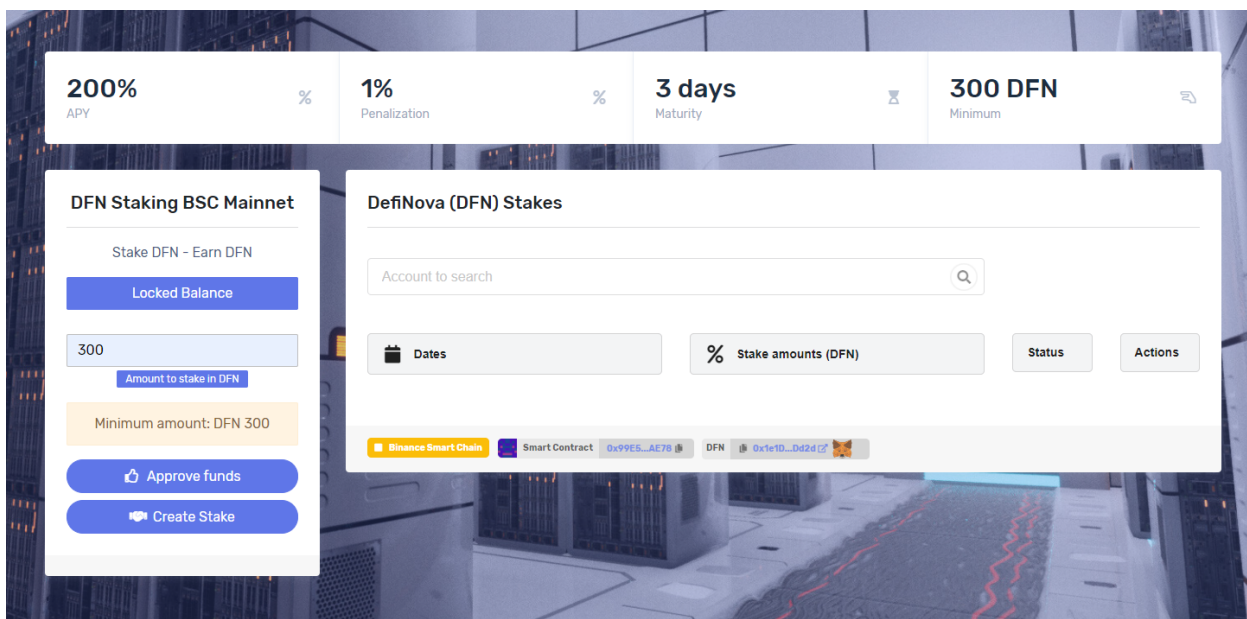 200%
APY
1%
Penalization
3 days
Maturity
300 DFN
Minimum
DFN Staking BSC Mainnet
Stake DFN - Earn DFN
Locked Balance
300
Amount to stake in DFN
Minimum amount: DFN 300
Approve funds
Create Stake
DefiNova (DFN) Stakes
Account to search
Dates
Stake amounts (DFN)
Status
Actions
Binance Smart Chain
Smart Contract 0x99E5...AE78
DFN 0x1e1D...Dd2d